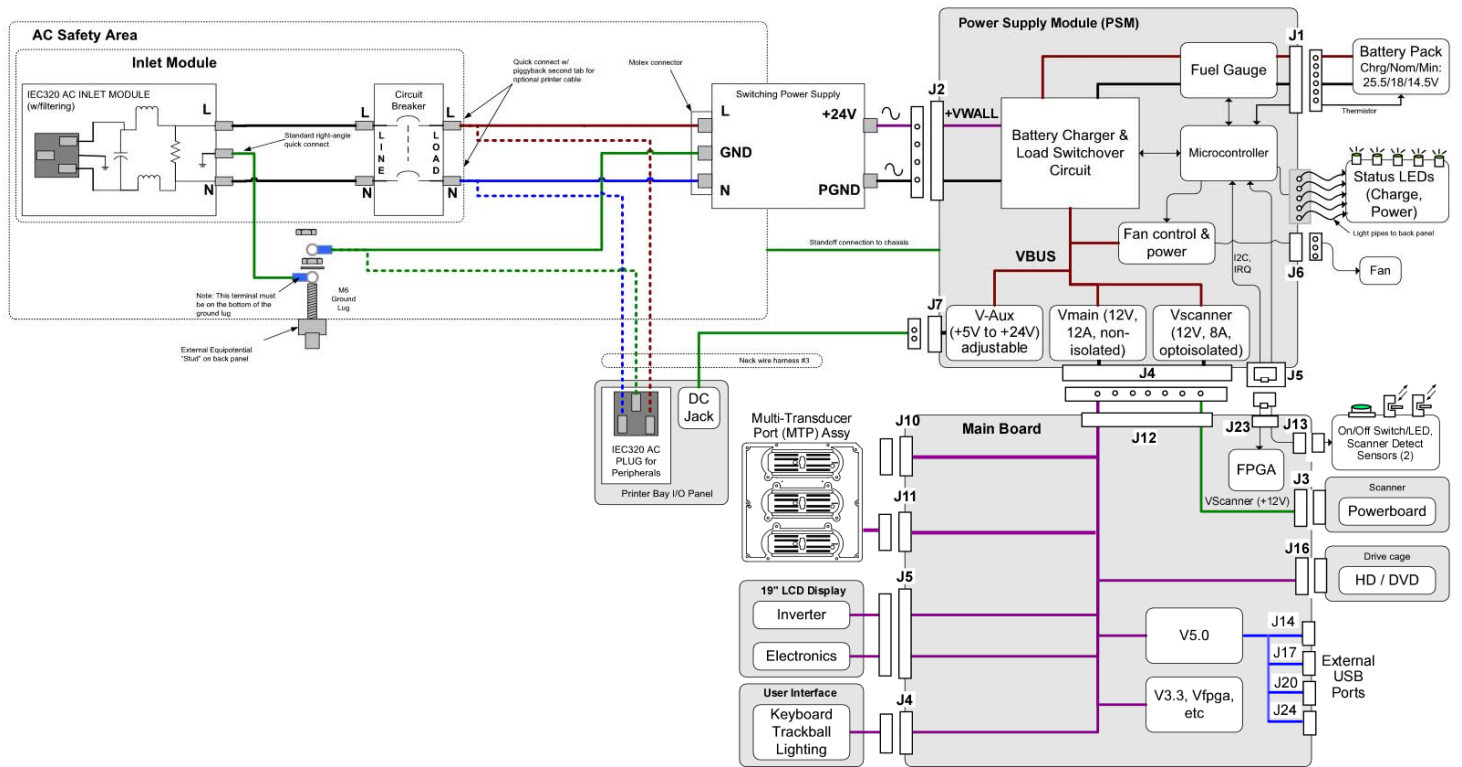 AC Safety Area
Inlet Module
IEC320 AC INLET MODULE
(w/filtering)
L
N
Standard right-angle
quick connect
Circuit
Breaker
L
N
L
I
N
E
L
O
A
D
L
N
Quick connect w/
piggyback second tab for
optional printer cable
Molex connector
Switching Power Supply
L
+24V
GND
N
PGND
Note: This terminal must
be on the bottom of the
ground lug
M6
Ground
Lug
External Equipotential
"Stud" on back panel
Standoff connection to chassis
Neck wire harness #3
IEC320 AC
PLUG for
Peripherals
DC
Jack
Printer Bay I/O Panel
Power Supply Module (PSM)
J2
+VWALL
Battery Charger &
Load Switchover
Circuit
Fuel Gauge
Microcontroller
Fan control &
power
VBUS
I2C,
IRQ
J1
Battery Pack
Chrg/Nom/Min:
25.5/18/14.5V
Thermistor
Status LEDs
(Charge,
Power)
Light pipes to back panel
J6
Fan
J7
V-Aux
(+5V to +24V)
adjustable
Vmain (12V,
12A, non-
isolated)
Vscanner
(12V, 8A,
optoisolated)
J4
J5
Main Board
J12
J23
J13
On/Off Switch/LED,
Scanner Detect
Sensors (2)
FPGA
VScanner (+12V)
J3
Scanner
Powerboard
J16
Drive cage
HD / DVD
Multi-Transducer
Port (MTP) Assy
J10
J11
19" LCD Display
Inverter
Electronics
J5
User Interface
Keyboard
Trackball
Lighting
J4
V5.0
V3.3, Vfpga,
etc
J14
J17
J20
J24
External
USB
Ports